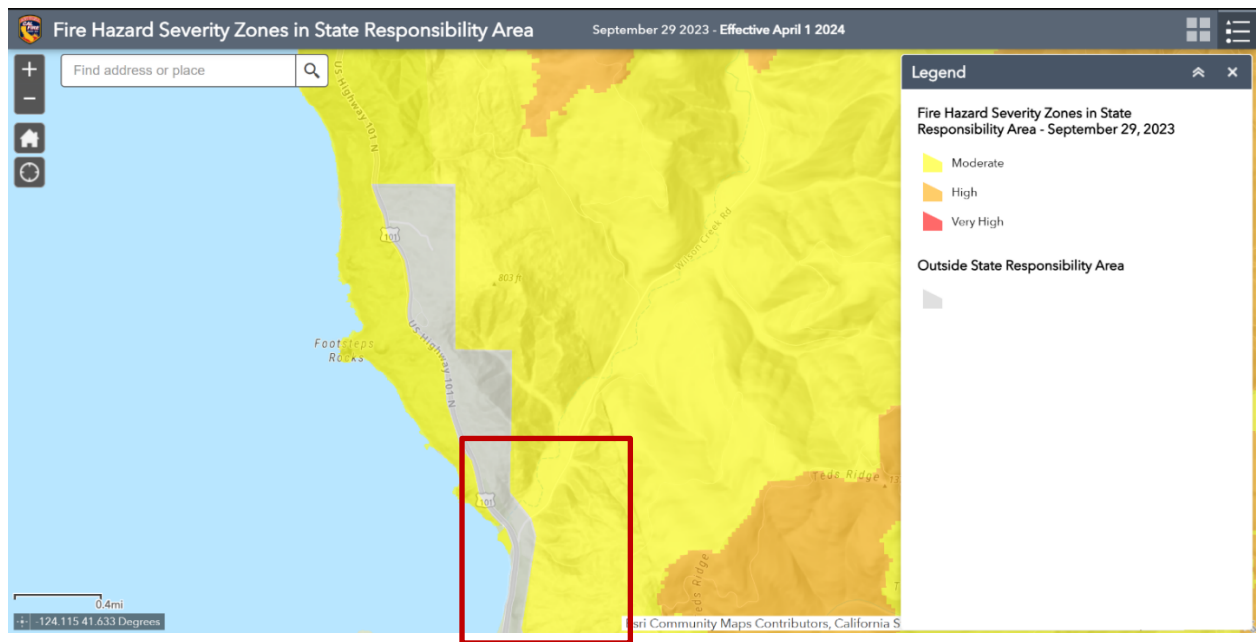 Fire Hazard Severity Zones in State Responsibility Area
September 29 2023 - Effective April 1 2024
Find address or place
Legend
Fire Hazard Severity Zones in State
Responsibility Area - September 29, 2023
Moderate
High
Very High
Outside State Responsibility Area
US Highway 101 N
101
Wilson Creek Rd
803 ft
Footsteps
Rocks
US Highway 101 N
Teds Ridge
101
Teds Ridge
0.4mi
-124.115 41.633 Degrees
Esri Community Maps Contributors, California S